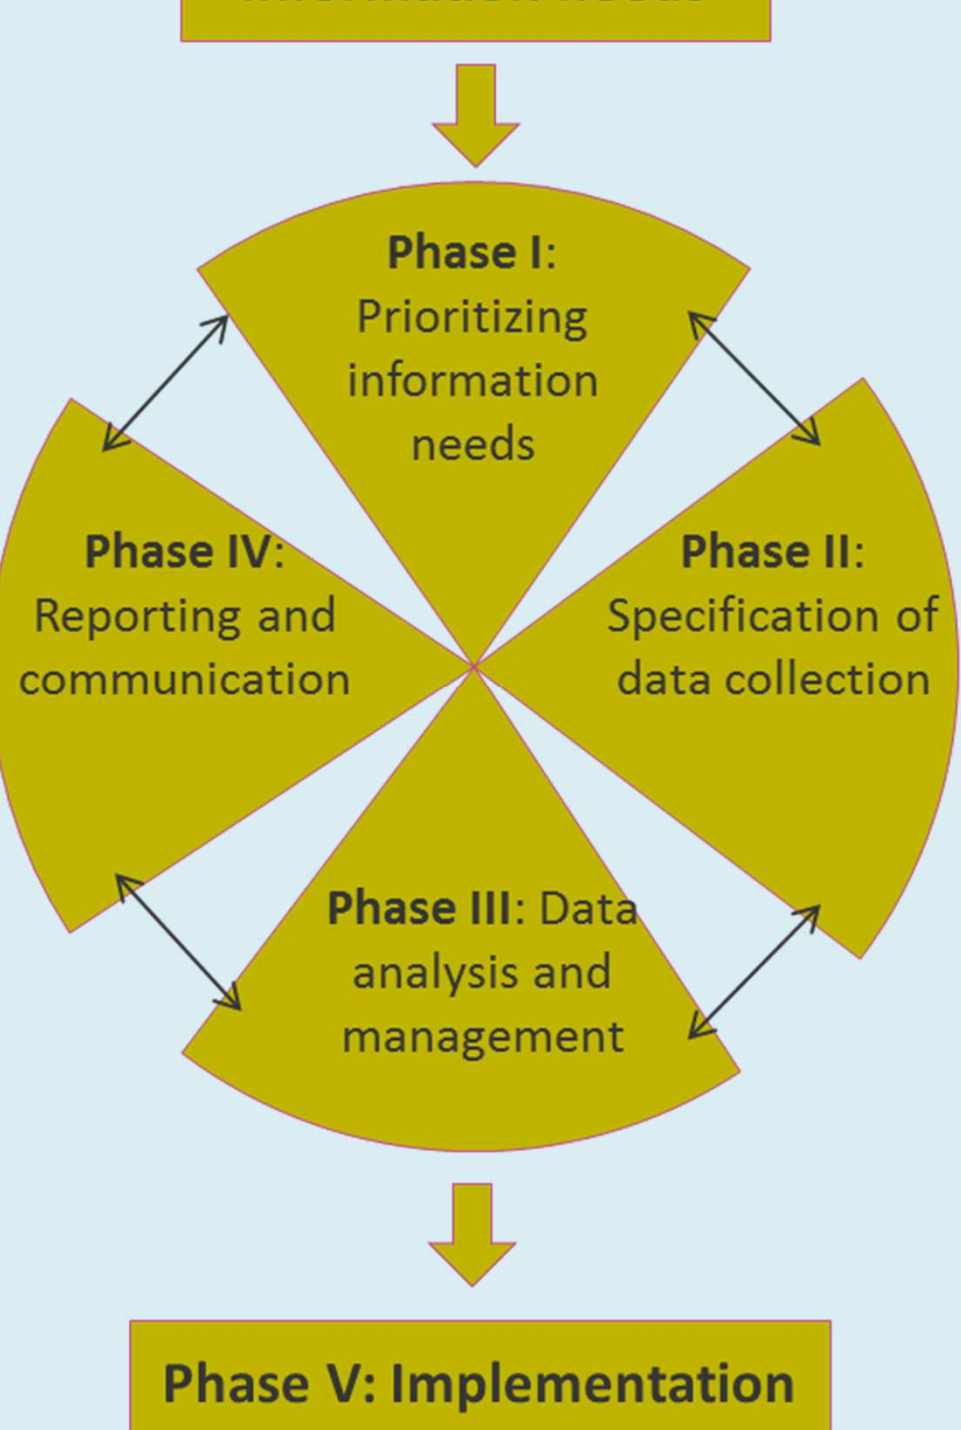 Phase I:
Prioritizing
information
needs
Phase IV:
Reporting and
communication
Phase II:
Specification of
data collection
Phase III: Data
analysis and
management
Phase V: Implementation